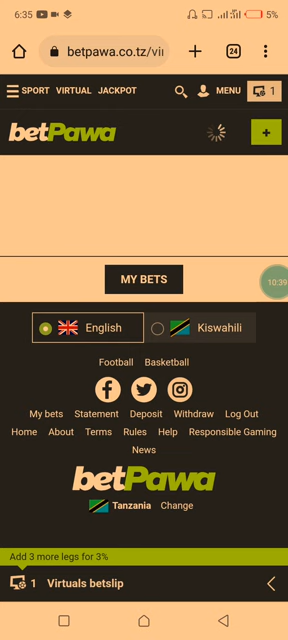 6:35 5%
betpawa.co.tz/vii 24
SPORT VIRTUAL JACKPOT MENU 1
betPawa +
MY BETS
10:39
English Kiswahili
Football Basketball
My bets Statement Deposit Withdraw Log Out
Home About Terms Rules Help Responsible Gaming
News
betPawa
Tanzania Change
Add 3 more legs for 3%
1 Virtuals betslip